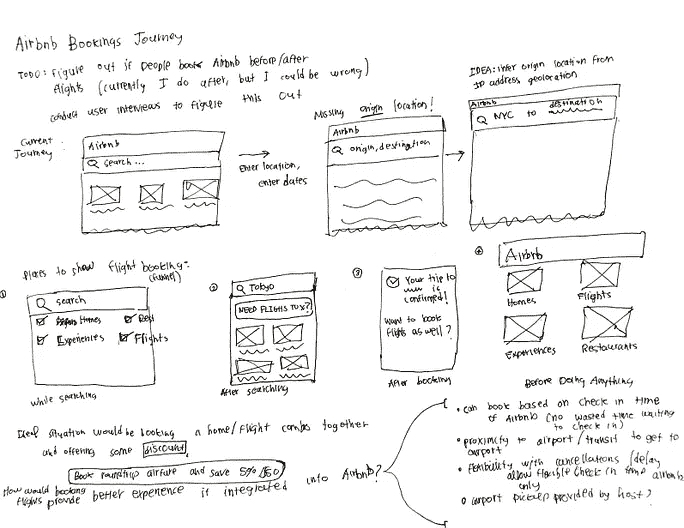 Airbnb Bookings Journey
TODO: Figure out if people book Airbnb before/after
flights (currently I do after, but I could be wrong)
conduct user interviews to figure this out
IDEA: infer origin location from
IP address geolocation
Missing origin location!
Current Journey:
Airbnb
search...
Enter location,
enter dates
Airbnb
origin, destination
Airbnb
NYC to destination
Places to show flight booking:
(funnel)
1
search
Homes
Experiences
Flights
while searching
2
Tokyo
NEED FLIGHTS TO X?
After searching
3
Your trip to
is
confirmed!
Want to book
flights as well?
After booking
4
Airbnb
Homes
Flights
Experiences
Restaurants
Before Doing Anything
Ideal situation would be booking a home/flight combo together
and offering some discount
Book roundtrip airfare and save 5%/$50
How would booking
flights provide better experience if integrated into Airbnb?
• can book based on check in time
of Airbnb (no wasted time waiting
to check in)
• proximity to airport/transit to get to
airport
• flexibility with cancellations/delay
allow flexible check in time airbnb
only
• airport pickup provided by host?